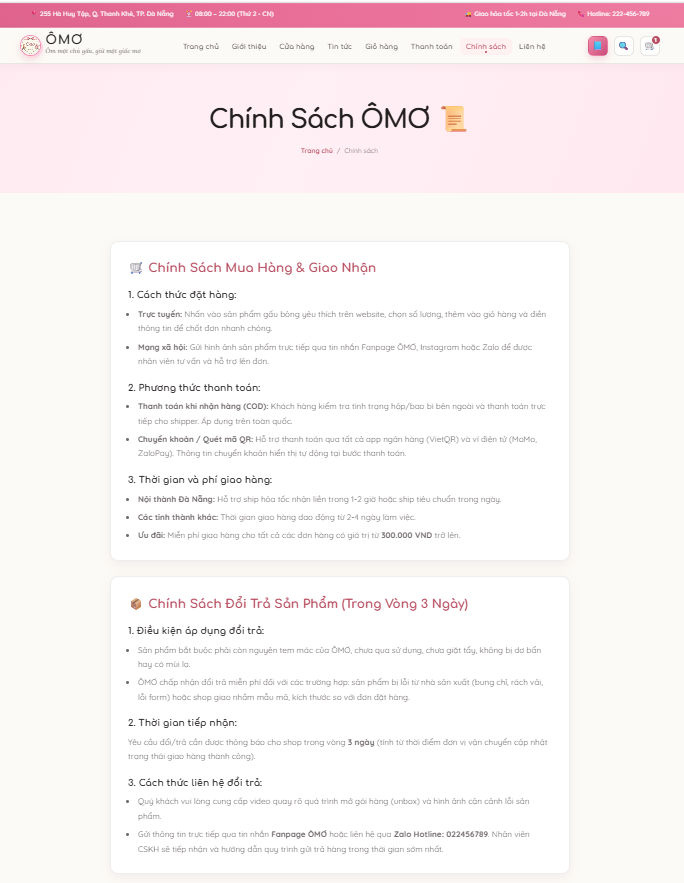 255 Hà Huy Tập, Q. Thanh Khê, TP. Đà Nẵng
08:00 – 22:00 (Thứ 2 - CN)
Giao hỏa tốc 1-2h tại Đà Nẵng
Hotline: 222-456-789
ÔMƠ
Ôm một chú gấu, giữ một giấc mơ
Trang chủ
Giới thiệu
Cửa hàng
Tin tức
Giỏ hàng
Thanh toán
Chính sách
Liên hệ
1
Chính Sách ÔMƠ
Trang chủ / Chính sách
Chính Sách Mua Hàng & Giao Nhận
1. Cách thức đặt hàng:
Trực tuyến: Nhấn vào sản phẩm gấu bông yêu thích trên website, chọn số lượng, thêm vào giỏ hàng và điền
thông tin để chốt đơn nhanh chóng.
Mạng xã hội: Gửi hình ảnh sản phẩm trực tiếp qua tin nhắn Fanpage ÔMƠ, Instagram hoặc Zalo để được
nhân viên tư vấn và hỗ trợ lên đơn.
2. Phương thức thanh toán:
Thanh toán khi nhận hàng (COD): Khách hàng kiểm tra tình trạng hộp/bao bì bên ngoài và thanh toán trực
tiếp cho shipper. Áp dụng trên toàn quốc.
Chuyển khoản / Quét mã QR: Hỗ trợ thanh toán qua tất cả app ngân hàng (VietQR) và ví điện tử (MoMo,
ZaloPay). Thông tin chuyển khoản hiển thị tự động tại bước thanh toán.
3. Thời gian và phí giao hàng:
Nội thành Đà Nẵng: Hỗ trợ ship hỏa tốc nhận liền trong 1-2 giờ hoặc ship tiêu chuẩn trong ngày.
Các tỉnh thành khác: Thời gian giao hàng dao động từ 2-4 ngày làm việc.
Ưu đãi: Miễn phí giao hàng cho tất cả các đơn hàng có giá trị từ 300.000 VND trở lên.
Chính Sách Đổi Trả Sản Phẩm (Trong Vòng 3 Ngày)
1. Điều kiện áp dụng đổi trả:
Sản phẩm bắt buộc phải còn nguyên tem mác của ÔMƠ, chưa qua sử dụng, chưa giặt tẩy, không bị dơ bẩn
hay có mùi lạ.
ÔMƠ chấp nhận đổi trả miễn phí đối với các trường hợp: sản phẩm bị lỗi từ nhà sản xuất (bung chỉ, rách vải,
lỗi form) hoặc shop giao nhầm mẫu mã, kích thước so với đơn đặt hàng.
2. Thời gian tiếp nhận:
Yêu cầu đổi/trả cần được thông báo cho shop trong vòng 3 ngày (tính từ thời điểm đơn vị vận chuyển cập nhật
trạng thái giao hàng thành công).
3. Cách thức liên hệ đổi trả:
Quý khách vui lòng cung cấp video quay rõ quá trình mở gói hàng (unbox) và hình ảnh cận cảnh lỗi sản
phẩm.
Gửi thông tin trực tiếp qua tin nhắn Fanpage ÔMƠ hoặc liên hệ qua Zalo Hotline: 022456789. Nhân viên
CSKH sẽ tiếp nhận và hướng dẫn quy trình gửi trả hàng trong thời gian sớm nhất.